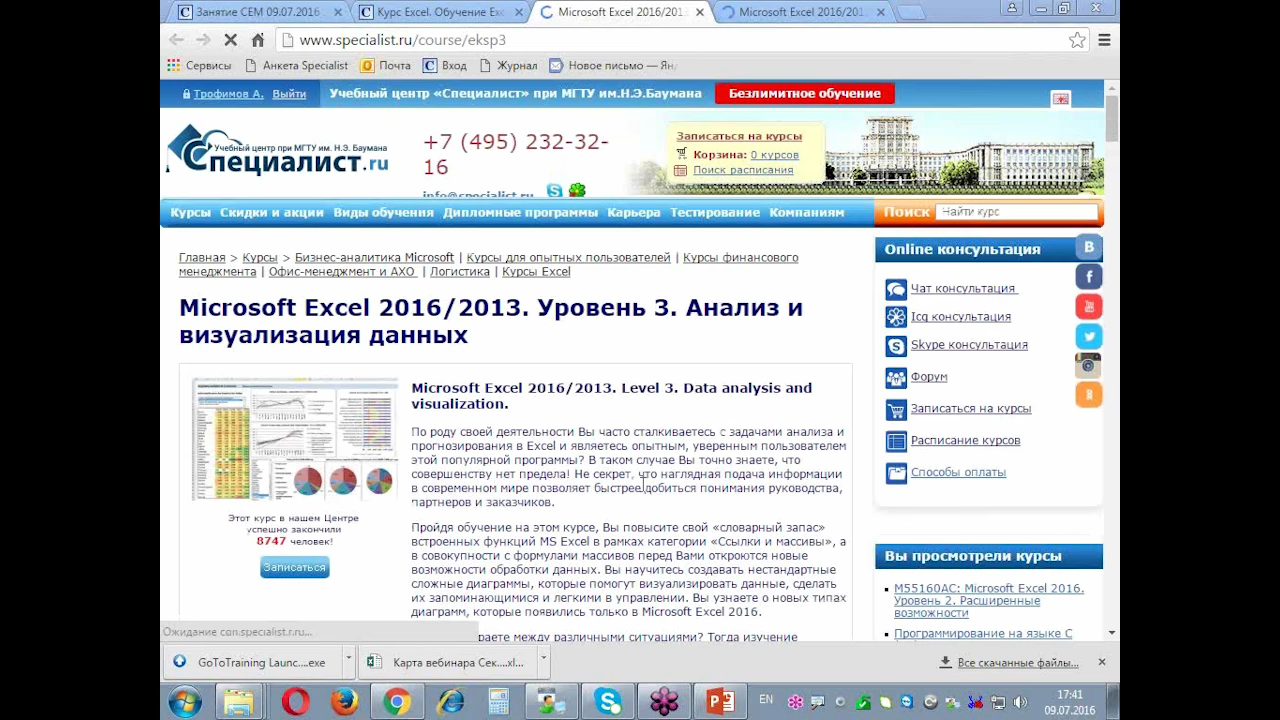 Занятие СЕМ 09.07.2016
Курс Excel. Обучение Ex
Microsoft Excel 2016/201
Microsoft Excel 2016/201
www.specialist.ru/course/eksp3
Сервисы
Анкета Specialist
Почта
Вход
Журнал
Новое письмо — Ян
Трофимов А.
Выйти
Учебный центр «Специалист» при МГТУ им.Н.Э.Баумана
Безлимитное обучение
Учебный центр при МГТУ им. Н.Э. Баумана
Специалист.ru
+7 (495) 232-32-
16
info@specialist.ru
Записаться на курсы
Корзина: 0 курсов
Поиск расписания
Курсы Скидки и акции Виды обучения Дипломные программы Карьера Тестирование Компаниям
Поиск
Найти курс
Главная > Курсы > Бизнес-аналитика Microsoft | Курсы для опытных пользователей | Курсы финансового
менеджмента | Офис-менеджмент и АХО | Логистика | Курсы Excel
Microsoft Excel 2016/2013. Уровень 3. Анализ и
визуализация данных
Этот курс в нашем Центре
успешно закончили
8747 человек!
Записаться
Microsoft Excel 2016/2013. Level 3. Data analysis and
visualization.
По роду своей деятельности Вы часто сталкиваетесь с задачами анализа и
прогнозирования в Excel и являетесь опытным, уверенным пользователем
этой популярной программы? В таком случае Вы точно знаете, что
совершенству нет предела! Не секрет, что наглядная подача информации
в современном мире позволяет быстрее добиться понимания руководства,
партнеров и заказчиков.
Пройдя обучение на этом курсе, Вы повысите свой «словарный запас»
встроенных функций MS Excel в рамках категории «Ссылки и массивы», а
в совокупности с формулами массивов перед Вами откроются новые
возможности обработки данных. Вы научитесь создавать нестандартные
сложные диаграммы, которые помогут визуализировать данные, сделать
их запоминающимися и легкими в управлении. Вы узнаете о новых типах
диаграмм, которые появились только в Microsoft Excel 2016.
раете между различными ситуациями? Тогда изучение
Online консультация
Чат консультация
Icq консультация
Skype консультация
Форум
Записаться на курсы
Расписание курсов
Способы оплаты
Вы просмотрели курсы
M55160AC: Microsoft Excel 2016.
Уровень 2. Расширенные
возможности
Программирование на языке C
Ожидание con.specialist.r.ru...
GoToTraining Launc....exe
Карта вебинара Сек....xl...
Все скачанные файлы...
EN
17:41
09.07.2016